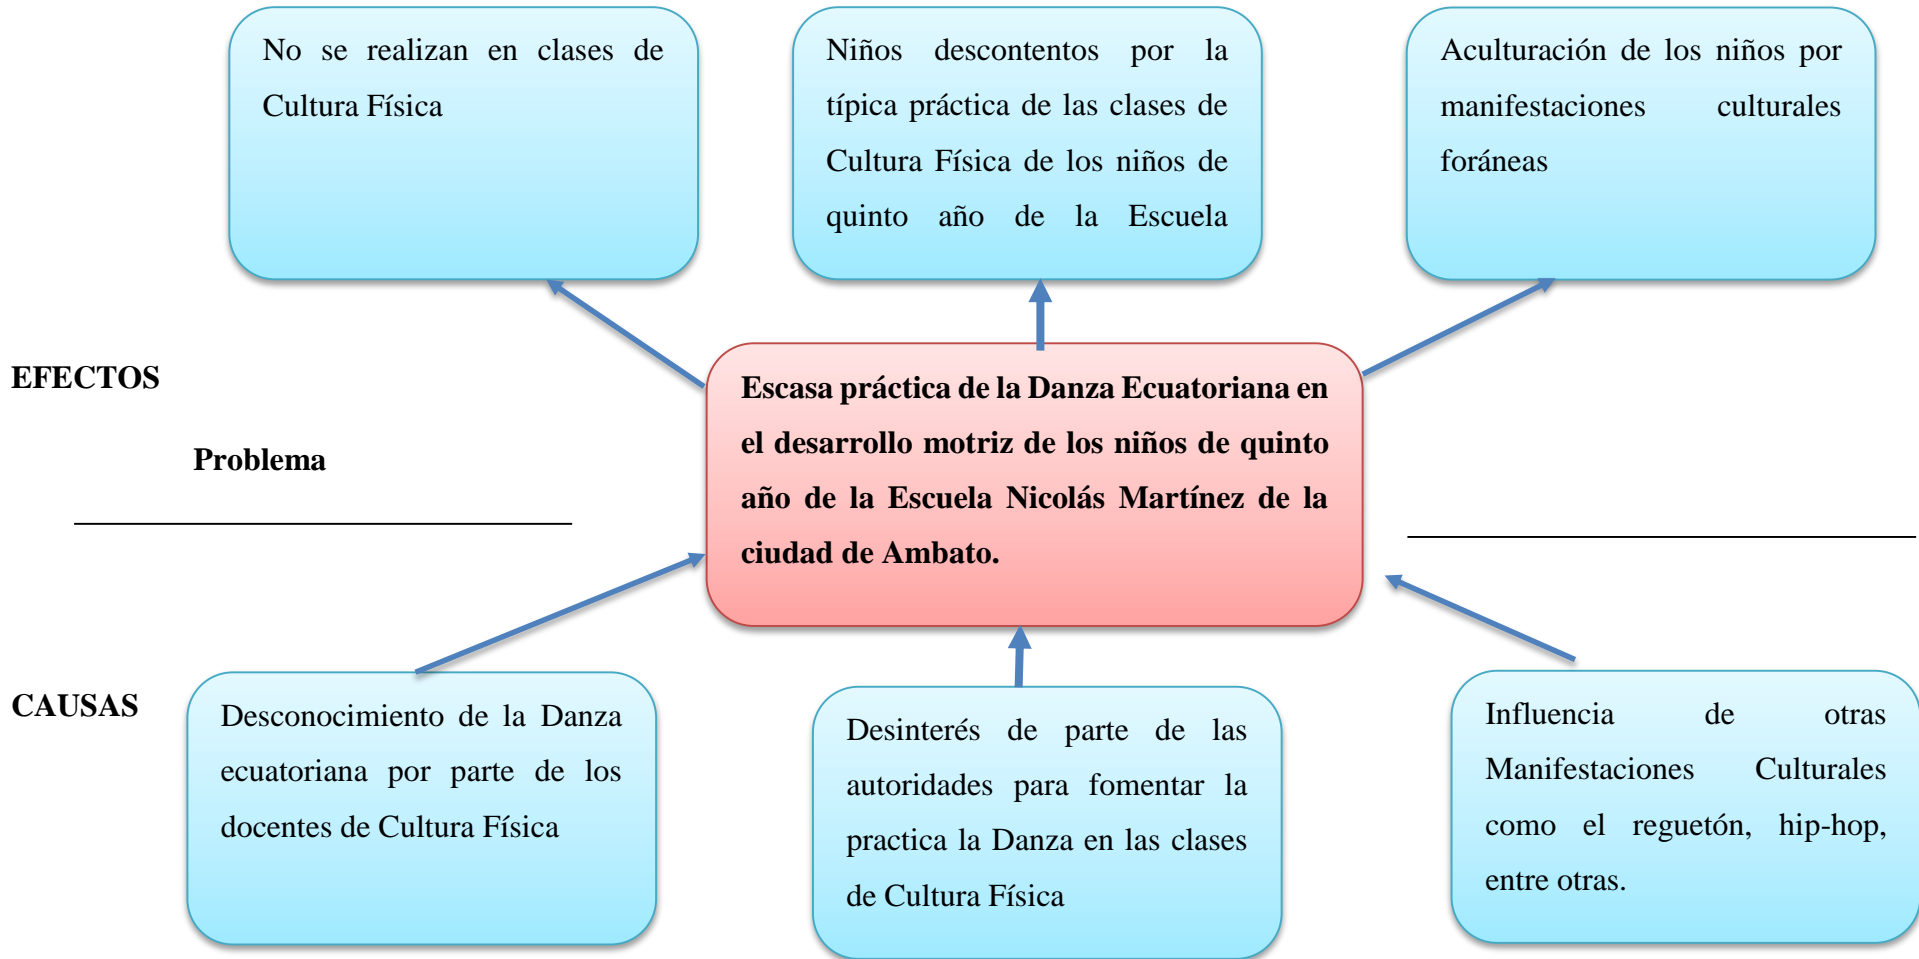 No se realizan en clases de
Cultura Física
Niños descontentos por la
típica práctica de las clases de
Cultura Física de los niños de
quinto año de la Escuela
Aculturación de los niños por
manifestaciones culturales
foráneas
EFECTOS
Problema
Escasa práctica de la Danza Ecuatoriana en
el desarrollo motriz de los niños de quinto
año de la Escuela Nicolás Martínez de la
ciudad de Ambato.
CAUSAS
Desconocimiento de la Danza
ecuatoriana por parte de los
docentes de Cultura Física
Desinterés de parte de las
autoridades para fomentar la
practica la Danza en las clases
de Cultura Física
Influencia de otras
Manifestaciones Culturales
como el reguetón, hip-hop,
entre otras.